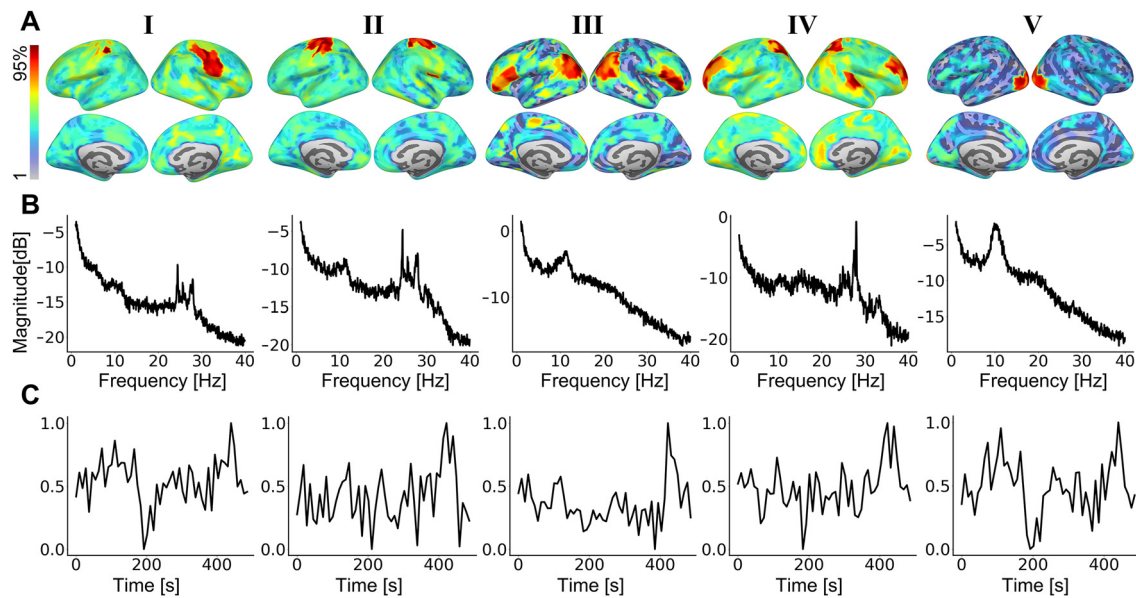 A I II III IV V
95%
1
B
Magnitude[dB]
−5 −5 0 0 −5
−10 −10 −10 −10 −10
−15 −15 −20 −15
−20 −20
0 10 20 30 40 0 10 20 30 40 0 10 20 30 40 0 10 20 30 40 0 10 20 30 40
Frequency [Hz] Frequency [Hz] Frequency [Hz] Frequency [Hz] Frequency [Hz]
C
1.0 1.0 1.0 1.0 1.0
0.5 0.5 0.5 0.5 0.5
0.0 0.0 0.0 0.0 0.0
0 200 400 0 200 400 0 200 400 0 200 400 0 200 400
Time [s] Time [s] Time [s] Time [s] Time [s]